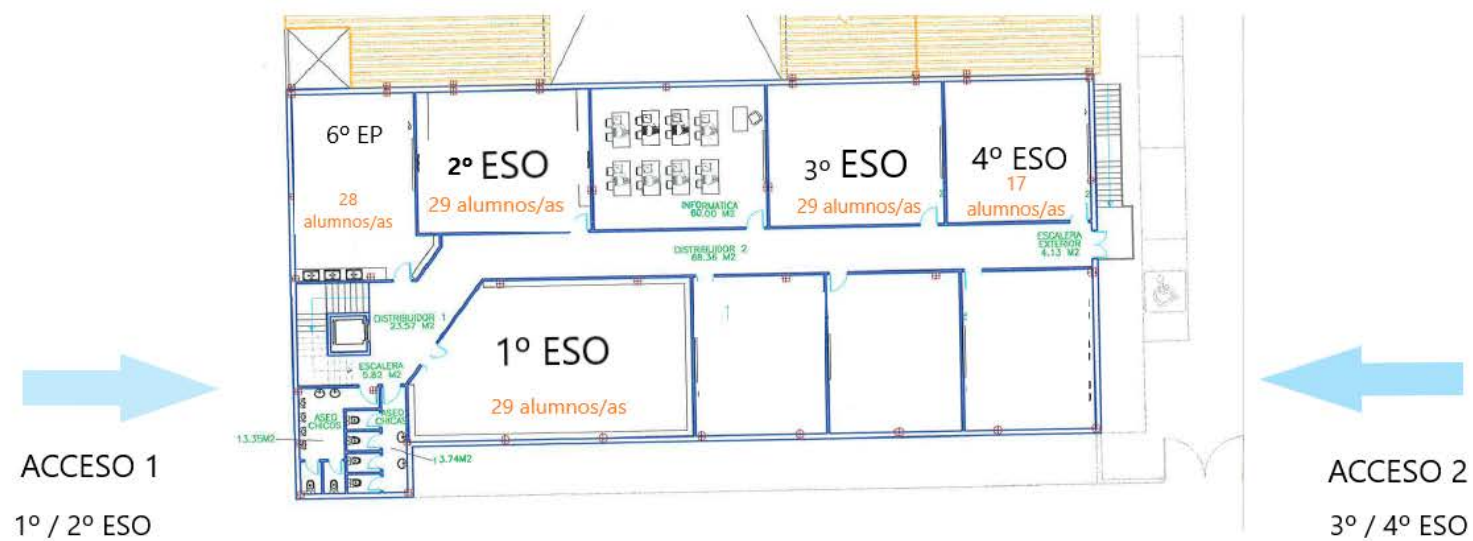 6º EP
28
alumnos/as
2º ESO
29 alumnos/as
INFORMATICA
60.00 M2
3º ESO
29 alumnos/as
4º ESO
17
alumnos/as
DISTRIBUIDOR 2
68.36 M2
ESCALERA
EXTERIOR
4.13 M2
DISTRIBUIDOR 1
23.57 M2
ESCALERA
5.82 M2
1º ESO
29 alumnos/as
ASEO
CHICOS
ASEO
CHICAS
13.35M2
13.74M2
ACCESO 1
1º / 2º ESO
ACCESO 2
3º / 4º ESO